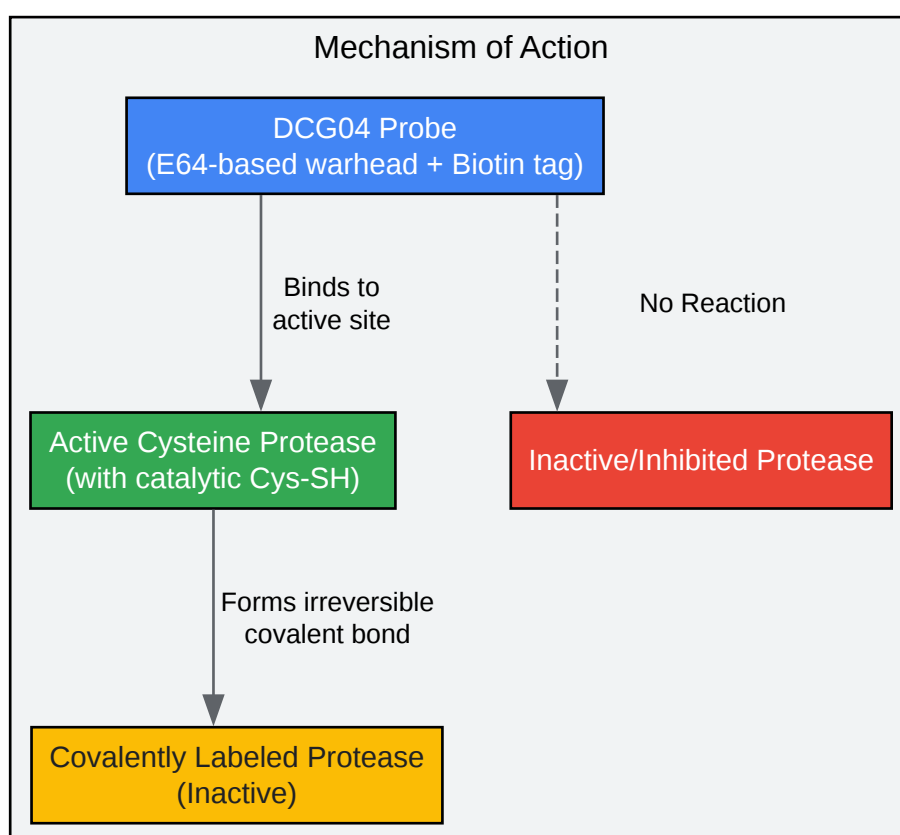 Mechanism of Action
DCG04 Probe
(E64-based warhead + Biotin tag)
Binds to
active site
No Reaction
Active Cysteine Protease
(with catalytic Cys-SH)
Inactive/Inhibited Protease
Forms irreversible
covalent bond
Covalently Labeled Protease
(Inactive)